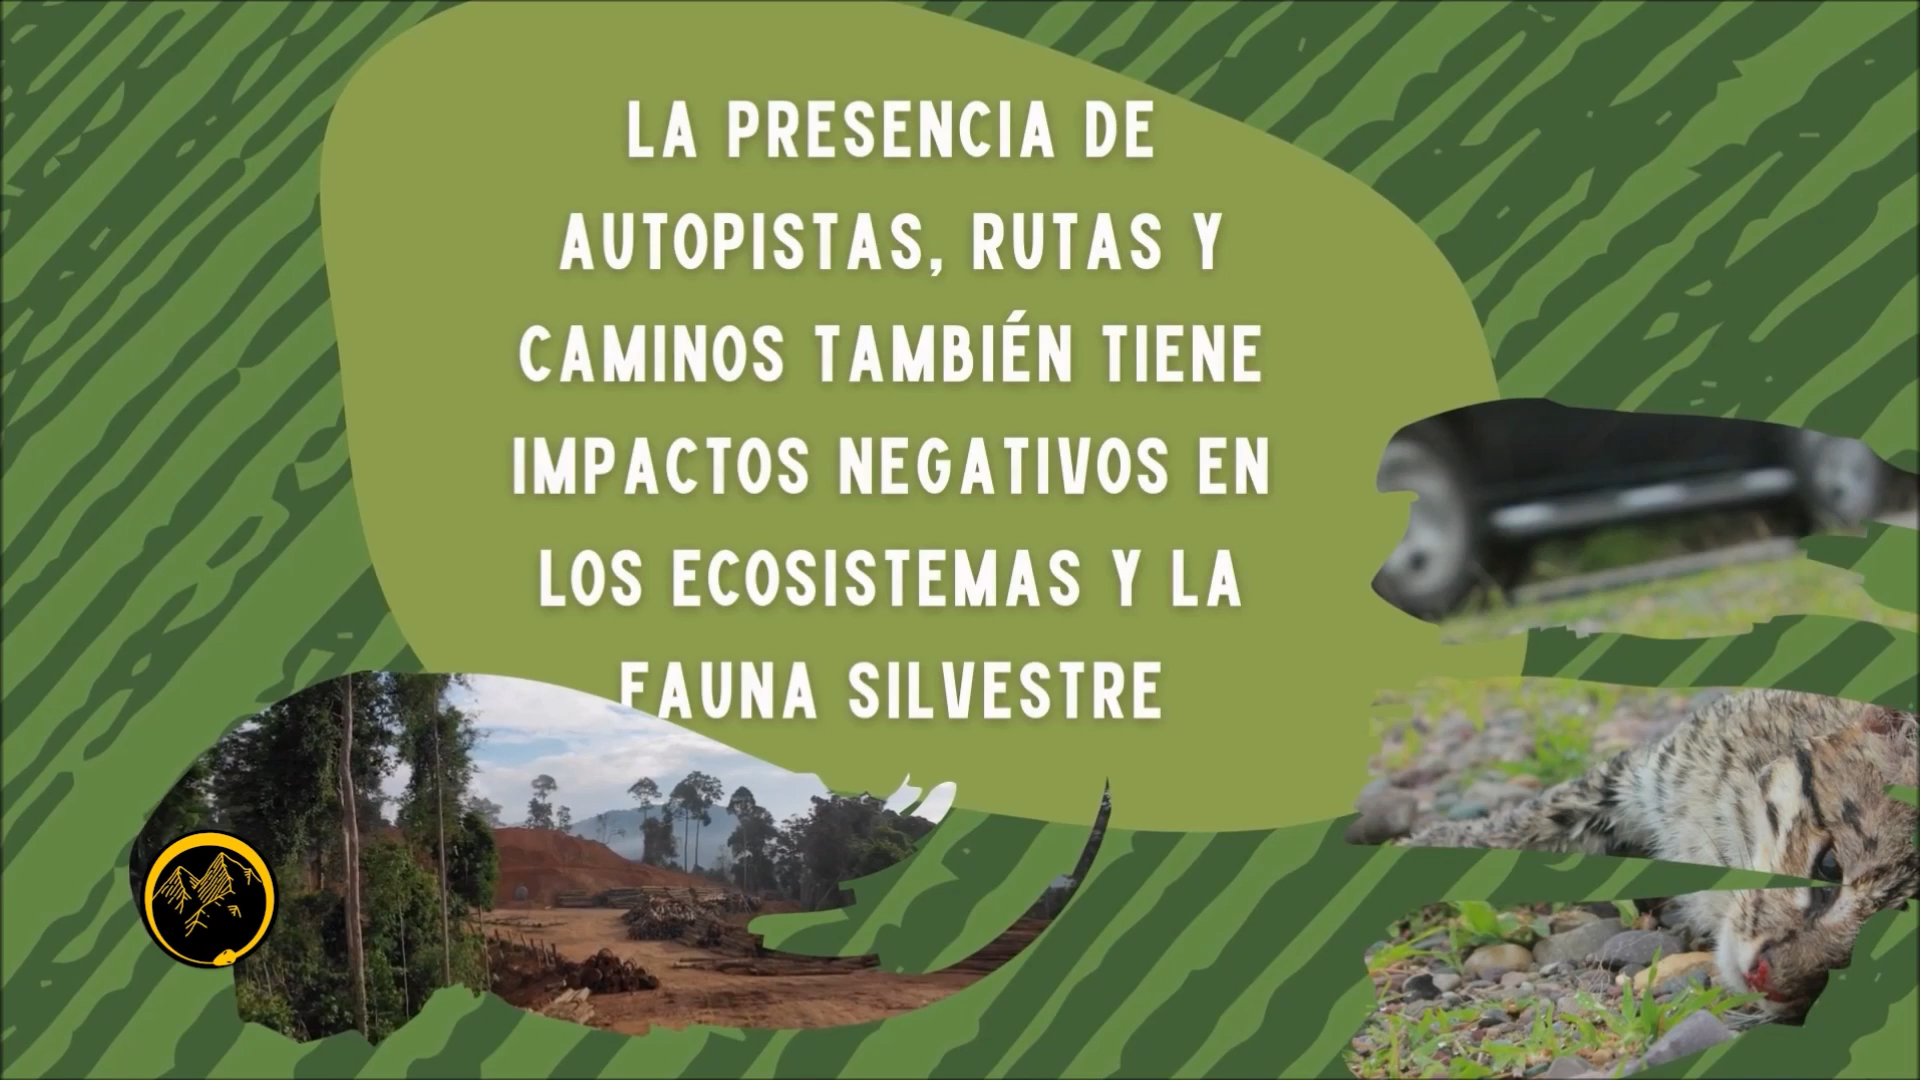 LA PRESENCIA DE
AUTOPISTAS, RUTAS Y
CAMINOS TAMBIÉN TIENE
IMPACTOS NEGATIVOS EN
LOS ECOSISTEMAS Y LA
FAUNA SILVESTRE